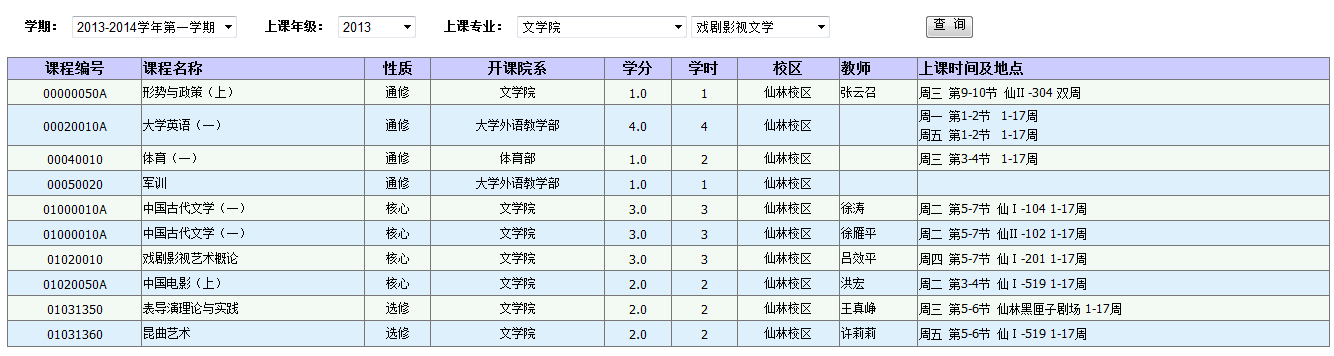 学期： 2013-2014学年第一学期 上课年级： 2013 上课专业： 文学院 戏剧影视文学 查 询
课程编号 课程名称 性质 开课院系 学分 学时 校区 教师 上课时间及地点
00000050A 形势与政策（上） 通修 文学院 1.0 1 仙林校区 张云召 周三 第9-10节 仙II -304 双周
00020010A 大学英语（一） 通修 大学外语教学部 4.0 4 仙林校区 周一 第1-2节 1-17周
周五 第1-2节 1-17周
00040010 体育（一） 通修 体育部 1.0 2 仙林校区 周三 第3-4节 1-17周
00050020 军训 通修 大学外语教学部 1.0 1 仙林校区
01000010A 中国古代文学（一） 核心 文学院 3.0 3 仙林校区 徐涛 周二 第5-7节 仙Ⅰ-104 1-17周
01000010A 中国古代文学（一） 核心 文学院 3.0 3 仙林校区 徐雁平 周二 第5-7节 仙II -102 1-17周
01020010 戏剧影视艺术概论 核心 文学院 3.0 3 仙林校区 吕效平 周四 第5-7节 仙Ⅰ-201 1-17周
01020050A 中国电影（上） 核心 文学院 2.0 2 仙林校区 洪宏 周二 第3-4节 仙Ⅰ-519 1-17周
01031350 表导演理论与实践 选修 文学院 2.0 2 仙林校区 王真峥 周三 第5-6节 仙林黑匣子剧场 1-17周
01031360 昆曲艺术 选修 文学院 2.0 2 仙林校区 许莉莉 周五 第5-6节 仙Ⅰ-519 1-17周